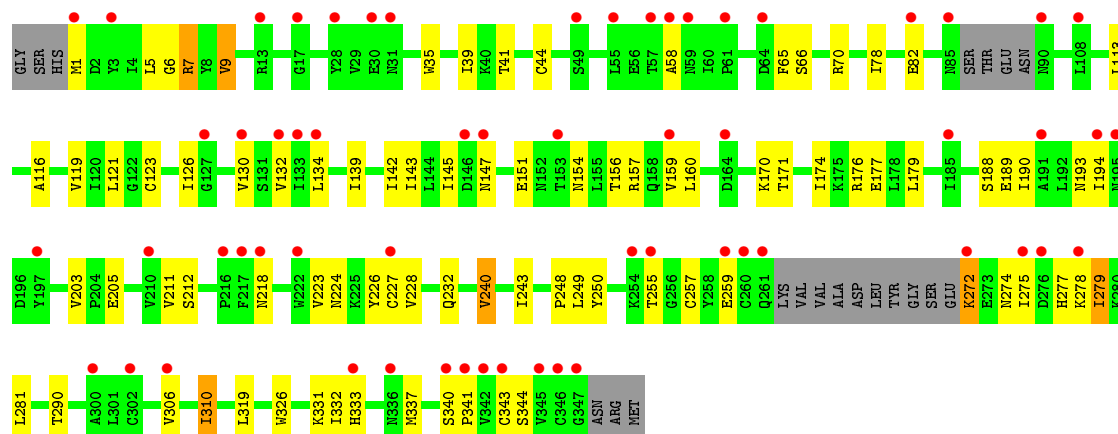 GLY SER HIS M1 D2 Y3 I4 L5 G6 R7 Y8 V9 R13 G17 Y28 V29 E30 N31 W35 I39 K40 T41 C44 S49 L55 E56 T57 A58 N59 I60 P61 D64 F65 S66 R70 I78 E82 N85 SER THR GLU ASN N90 L108
A116 V119 I120 L121 G122 C123 I126 G127 V130 S131 V132 I133 L134 I139 I142 I143 L144 I145 D146 N147 E151 N152 T153 N154 L155 T156 R157 Q158 V159 L160 D164 K170 T171 I174 K175 R176 E177 L178 L179 I185 S188 E189 I190 A191 L192 N193 I194
D196 Y197 V203 P204 E205 V210 V211 S212 P216 F217 N218 W222 V223 N224 K225 Y226 C227 V228 Q232 V240 I243 P248 L249 Y250 K254 T255 G256 C257 Y258 E259 C260 Q261 LYS VAL VAL ALA ASP LEU TYR GLY SER GLU K272 E273 N274 I275 D276 H277 K278 I279
L281 T290 A300 L301 C302 V306 I310 L319 W326 K331 I332 H333 N336 M337 S340 P341 V342 C343 S344 V345 C346 G347 ASN ARG MET